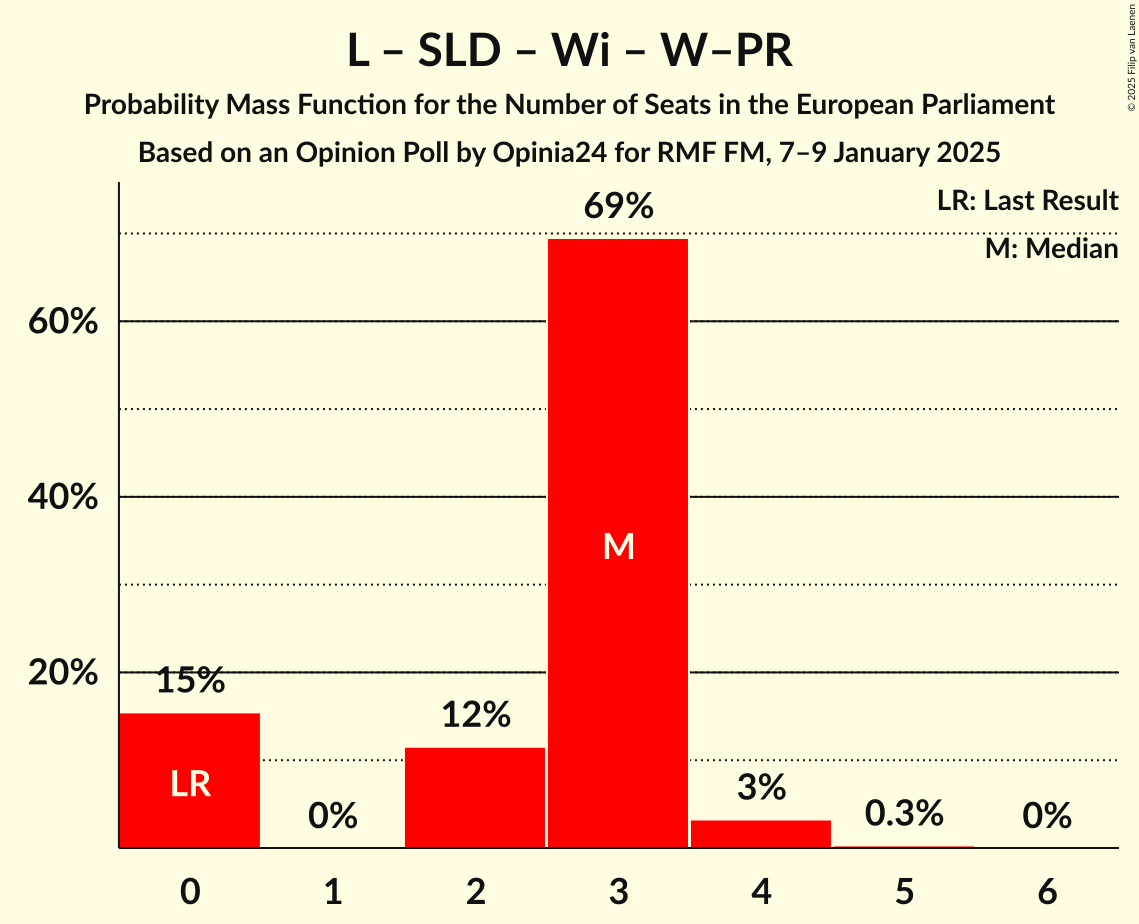 L – SLD – Wi – W–PR
Probability Mass Function for the Number of Seats in the European Parliament
Based on an Opinion Poll by Opinia24 for RMF FM, 7–9 January 2025
© 2025 Filip van Laenen
LR: Last Result
M: Median
69%
60%
40%
20%
15%
12%
3%
0.3%
0%
0%
M
LR
0 1 2 3 4 5 6